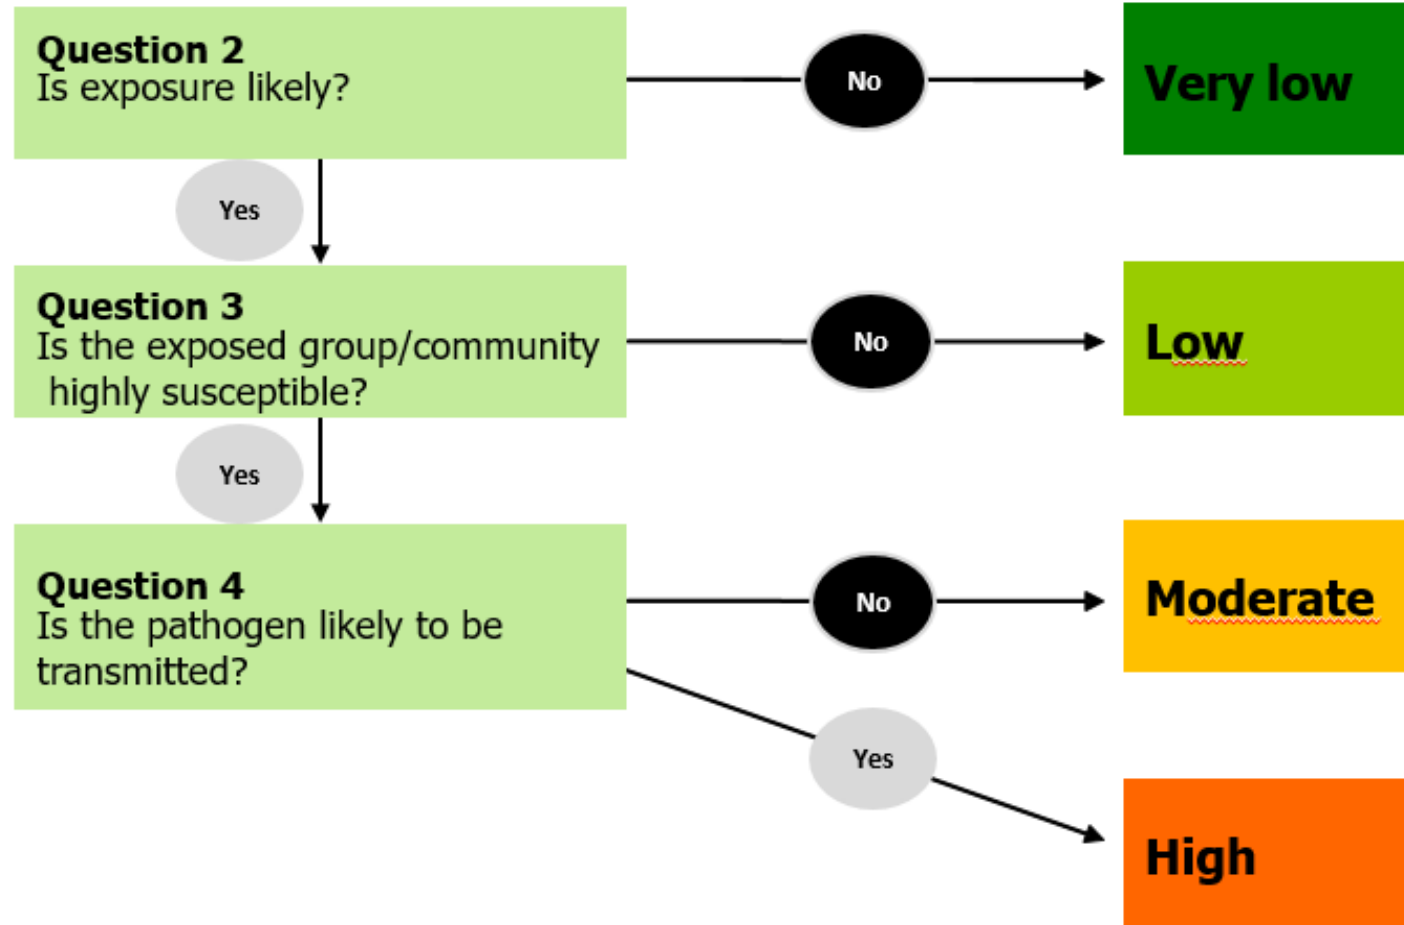 Question 2
Is exposure likely?
No
Very low
Yes
Question 3
Is the exposed group/community
highly susceptible?
No
Low
Yes
Question 4
Is the pathogen likely to be
transmitted?
No
Moderate
Yes
High